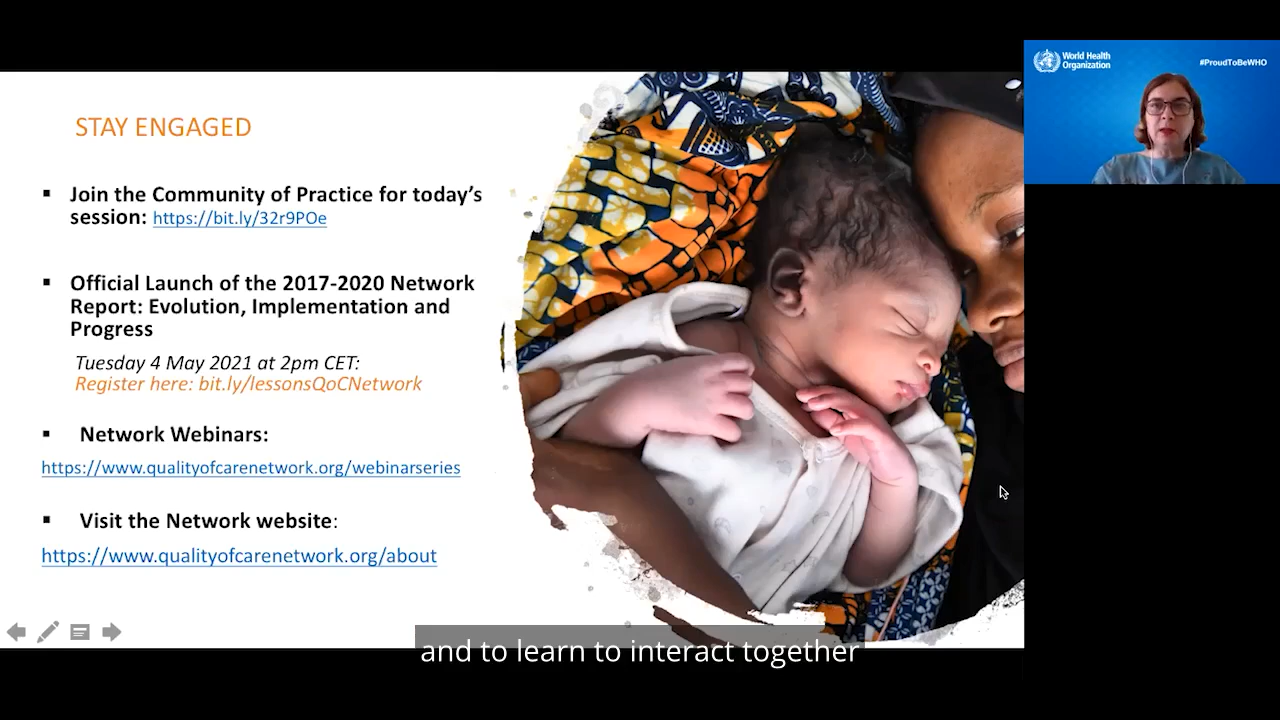 World Health
Organization
#ProudToBeWHO
STAY ENGAGED
▪ Join the Community of Practice for today's
session: https://bit.ly/32r9POe
▪ Official Launch of the 2017-2020 Network
Report: Evolution, Implementation and
Progress
Tuesday 4 May 2021 at 2pm CET:
Register here: bit.ly/lessonsQoCNetwork
▪ Network Webinars:
https://www.qualityofcarenetwork.org/webinarseries
▪ Visit the Network website:
https://www.qualityofcarenetwork.org/about
and to learn to interact together